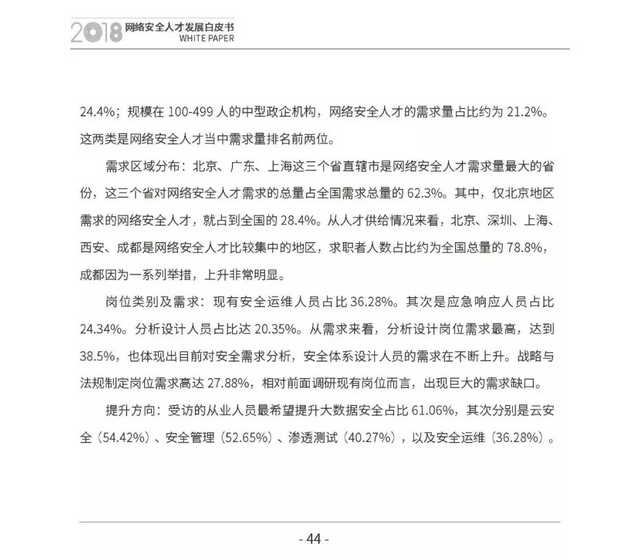 2018 网络安全人才发展白皮书
WHITE PAPER
24.4%；规模在 100-499 人的中型政企机构，网络安全人才的需求量占比约为 21.2%。
这两类是网络安全人才当中需求量排名前两位。
需求区域分布：北京、广东、上海这三个省直辖市是网络安全人才需求量最大的省
份，这三个省对网络安全人才需求的总量占全国需求总量的 62.3%。其中，仅北京地区
需求的网络安全人才，就占到全国的 28.4%。从人才供给情况来看，北京、深圳、上海、
西安、成都是网络安全人才比较集中的地区，求职者人数占比约为全国总量的 78.8%，
成都因为一系列举措，上升非常明显。
岗位类别及需求：现有安全运维人员占比 36.28%。其次是应急响应人员占比
24.34%。分析设计人员占比达 20.35%。从需求来看，分析设计岗位需求最高，达到
38.5%，也体现出目前对安全需求分析，安全体系设计人员的需求在不断上升。战略与
法规制定岗位需求高达 27.88%，相对前面调研现有岗位而言，出现巨大的需求缺口。
提升方向：受访的从业人员最希望提升大数据安全占比 61.06%，其次分别是云安
全（54.42%）、安全管理（52.65%）、渗透测试（40.27%），以及安全运维（36.28%）。
- 44 -